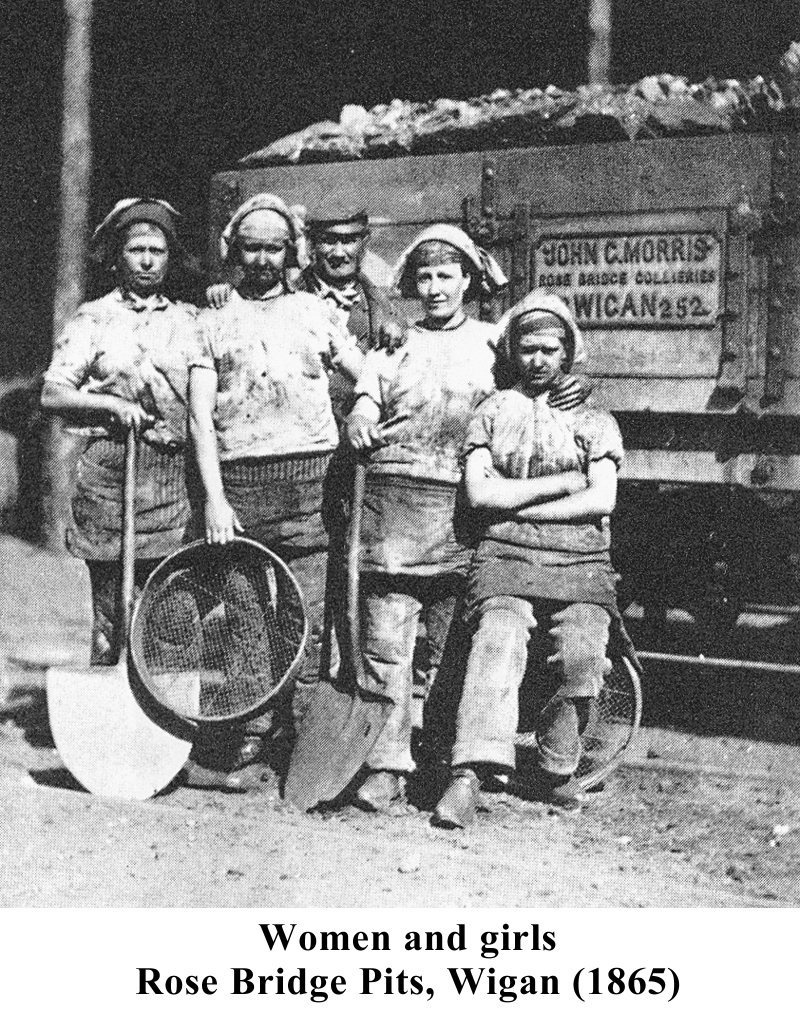 JOHN C. MORRIS
ROSE BRIDGE COLLIERIES
WIGAN 252
Women and girls
Rose Bridge Pits, Wigan (1865)